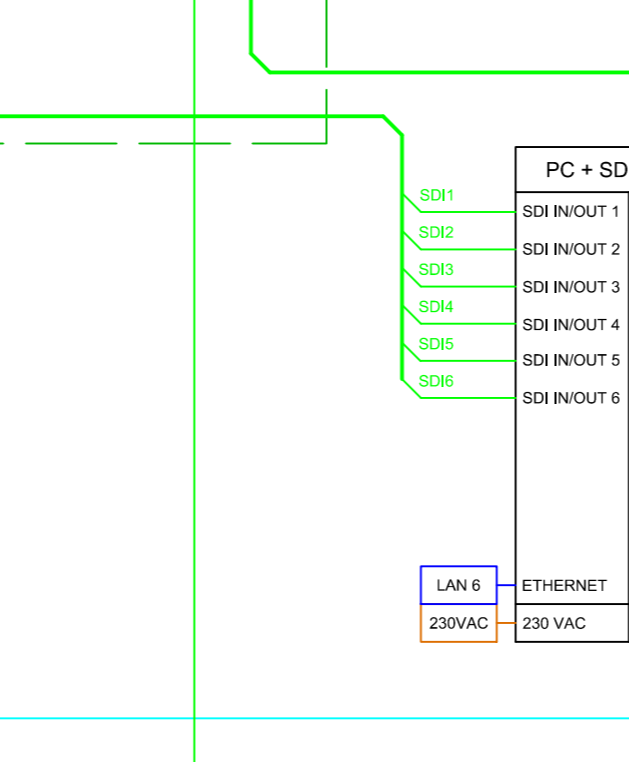 PC + SD
SDI1
SDI IN/OUT 1
SDI2
SDI IN/OUT 2
SDI3
SDI IN/OUT 3
SDI4
SDI IN/OUT 4
SDI5
SDI IN/OUT 5
SDI6
SDI IN/OUT 6
LAN 6
ETHERNET
230VAC
230 VAC